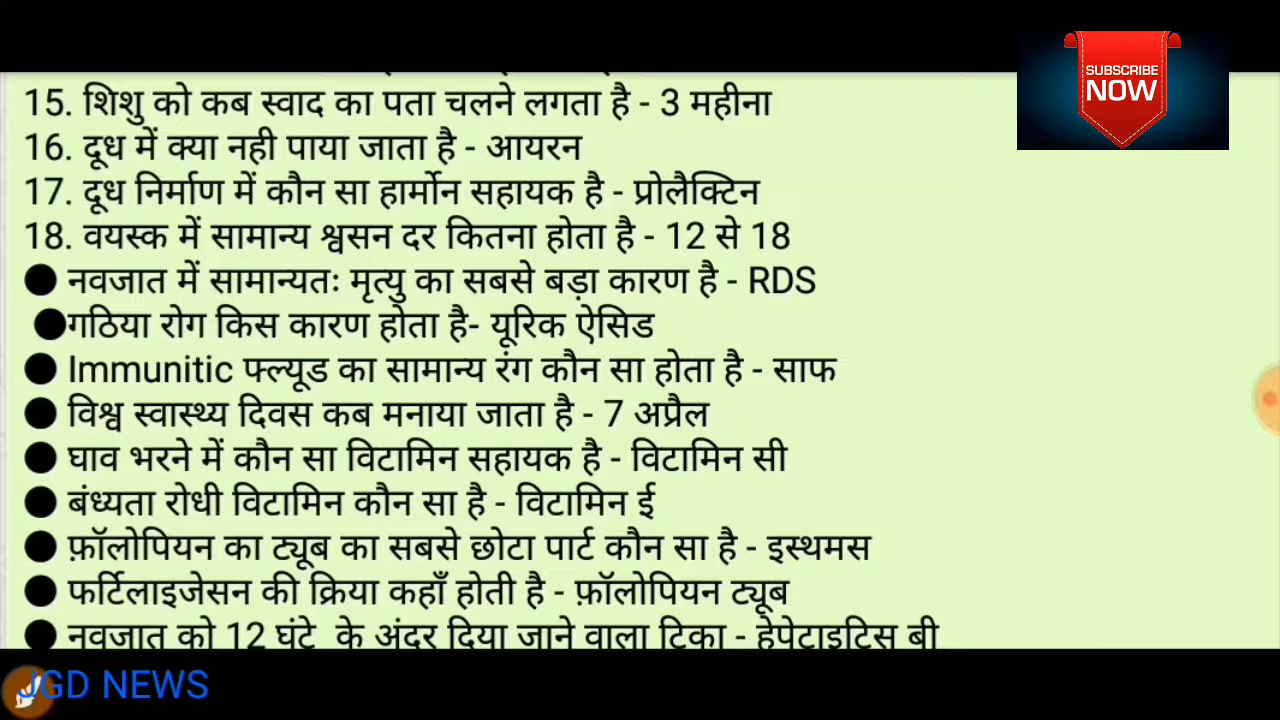 SUBSCRIBE
NOW
15. शिशु को कब स्वाद का पता चलने लगता है - 3 महीना
16. दूध में क्या नही पाया जाता है - आयरन
17. दूध निर्माण में कौन सा हार्मोन सहायक है - प्रोलैक्टिन
18. वयस्क में सामान्य श्वसन दर कितना होता है - 12 से 18
● नवजात में सामान्यतः मृत्यु का सबसे बड़ा कारण है - RDS
●गठिया रोग किस कारण होता है- यूरिक ऐसिड
● Immunitic फ्ल्यूड का सामान्य रंग कौन सा होता है - साफ
● विश्व स्वास्थ्य दिवस कब मनाया जाता है - 7 अप्रैल
● घाव भरने में कौन सा विटामिन सहायक है - विटामिन सी
● बंध्यता रोधी विटामिन कौन सा है - विटामिन ई
● फ़ॉलोपियन का ट्यूब का सबसे छोटा पार्ट कौन सा है - इस्थमस
● फर्टिलाइजेसन की क्रिया कहाँ होती है - फ़ॉलोपियन ट्यूब
● नवजात को 12 घंटे के अंदर दिया जाने वाला टिका - हेपेटाइटिस बी
JGD NEWS